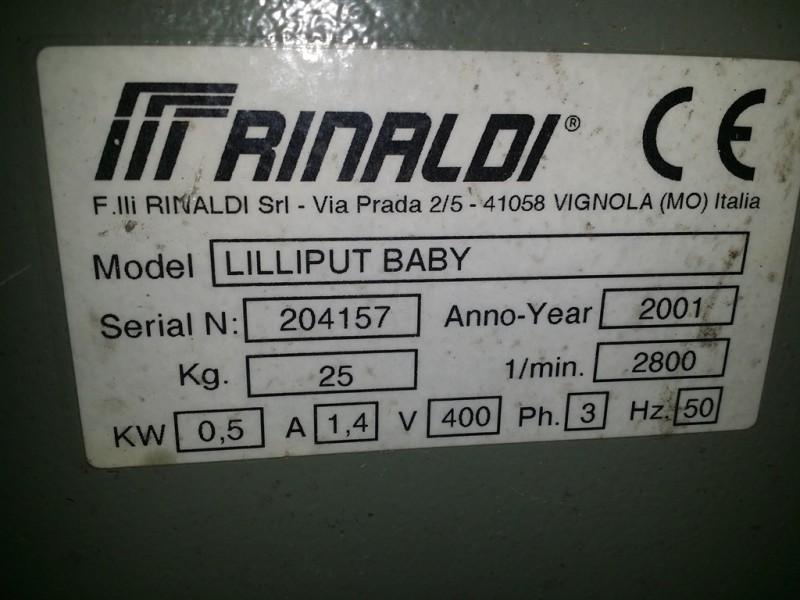 RINALDI® CE
F.lli RINALDI Srl - Via Prada 2/5 - 41058 VIGNOLA (MO) Italia
Model LILLIPUT BABY
Serial N: 204157 Anno-Year 2001
Kg. 25 1/min. 2800
KW 0,5 A 1,4 V 400 Ph. 3 Hz. 50